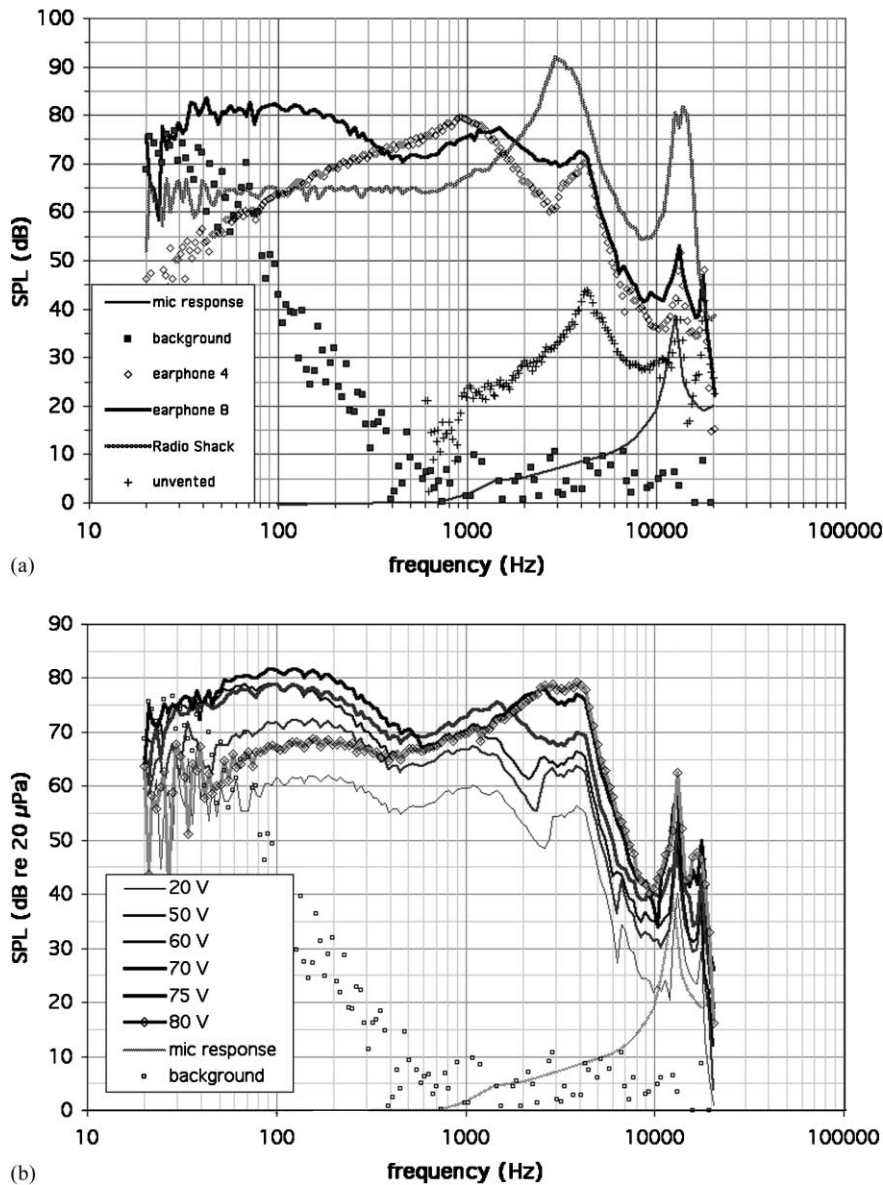 100
90
80
70
60
50
40
30
20
10
0
SPL (dB)
mic response
background
earphone 4
earphone 8
Radio Shack
unvented
10 100 1000 10000 100000
frequency (Hz)
(a)
90
80
70
60
50
40
30
20
10
0
SPL (dB re 20 µPa)
20 V
50 V
60 V
70 V
75 V
80 V
mic response
background
10 100 1000 10000 100000
frequency (Hz)
(b)